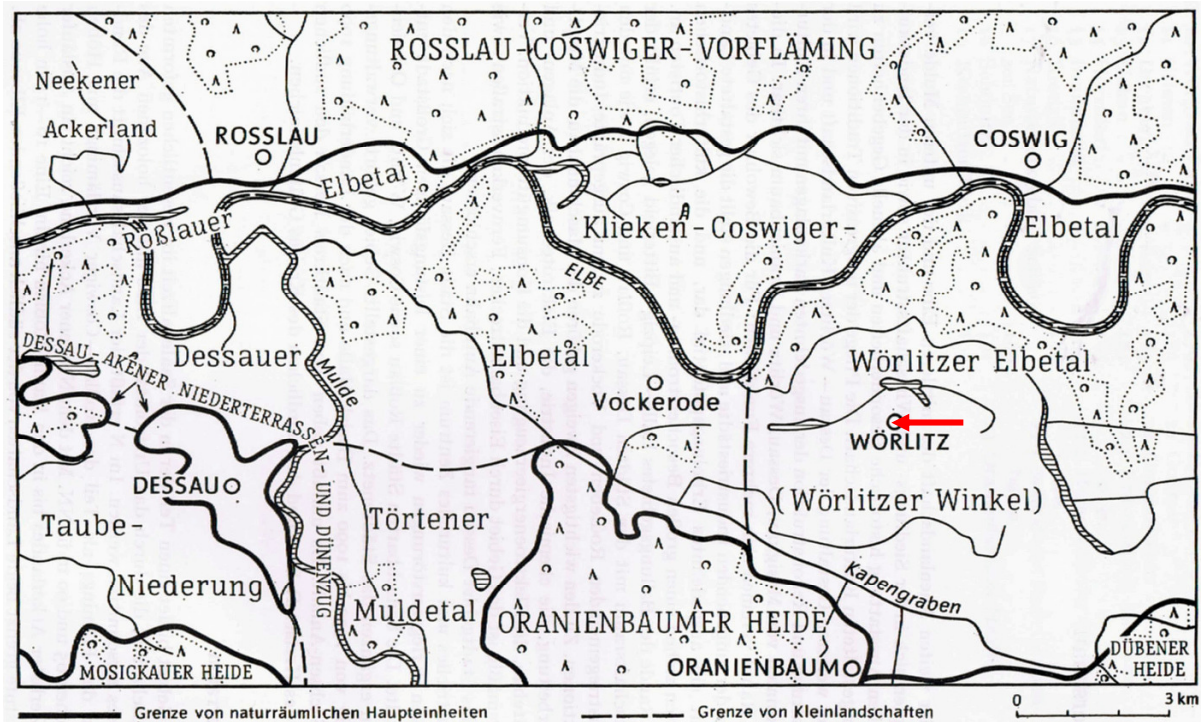 ROSSLAU-COSWIGER-VORFLÄMING
Neekener
Ackerland
ROSSLAU
COSWIG
Elbetal
Roßlauer
Klieken-Coswiger-
Elbetal
ELBE
DESSAU-AKENER NIEDERTERRASSEN-UND DÜNENZUG
Dessauer
Mulde
Elbetal
Wörlitzer Elbetal
Vockerode
WÖRLITZ
DESSAU
(Wörlitzer Winkel)
Taube-
Törtener
Niederung
Kapengraben
Muldetal
ORANIENBAUMER HEIDE
MOSIGKAUER HEIDE
ORANIENBAUM
DÜBENER
HEIDE
0 3 km
Grenze von naturräumlichen Haupteinheiten
Grenze von Kleinlandschaften